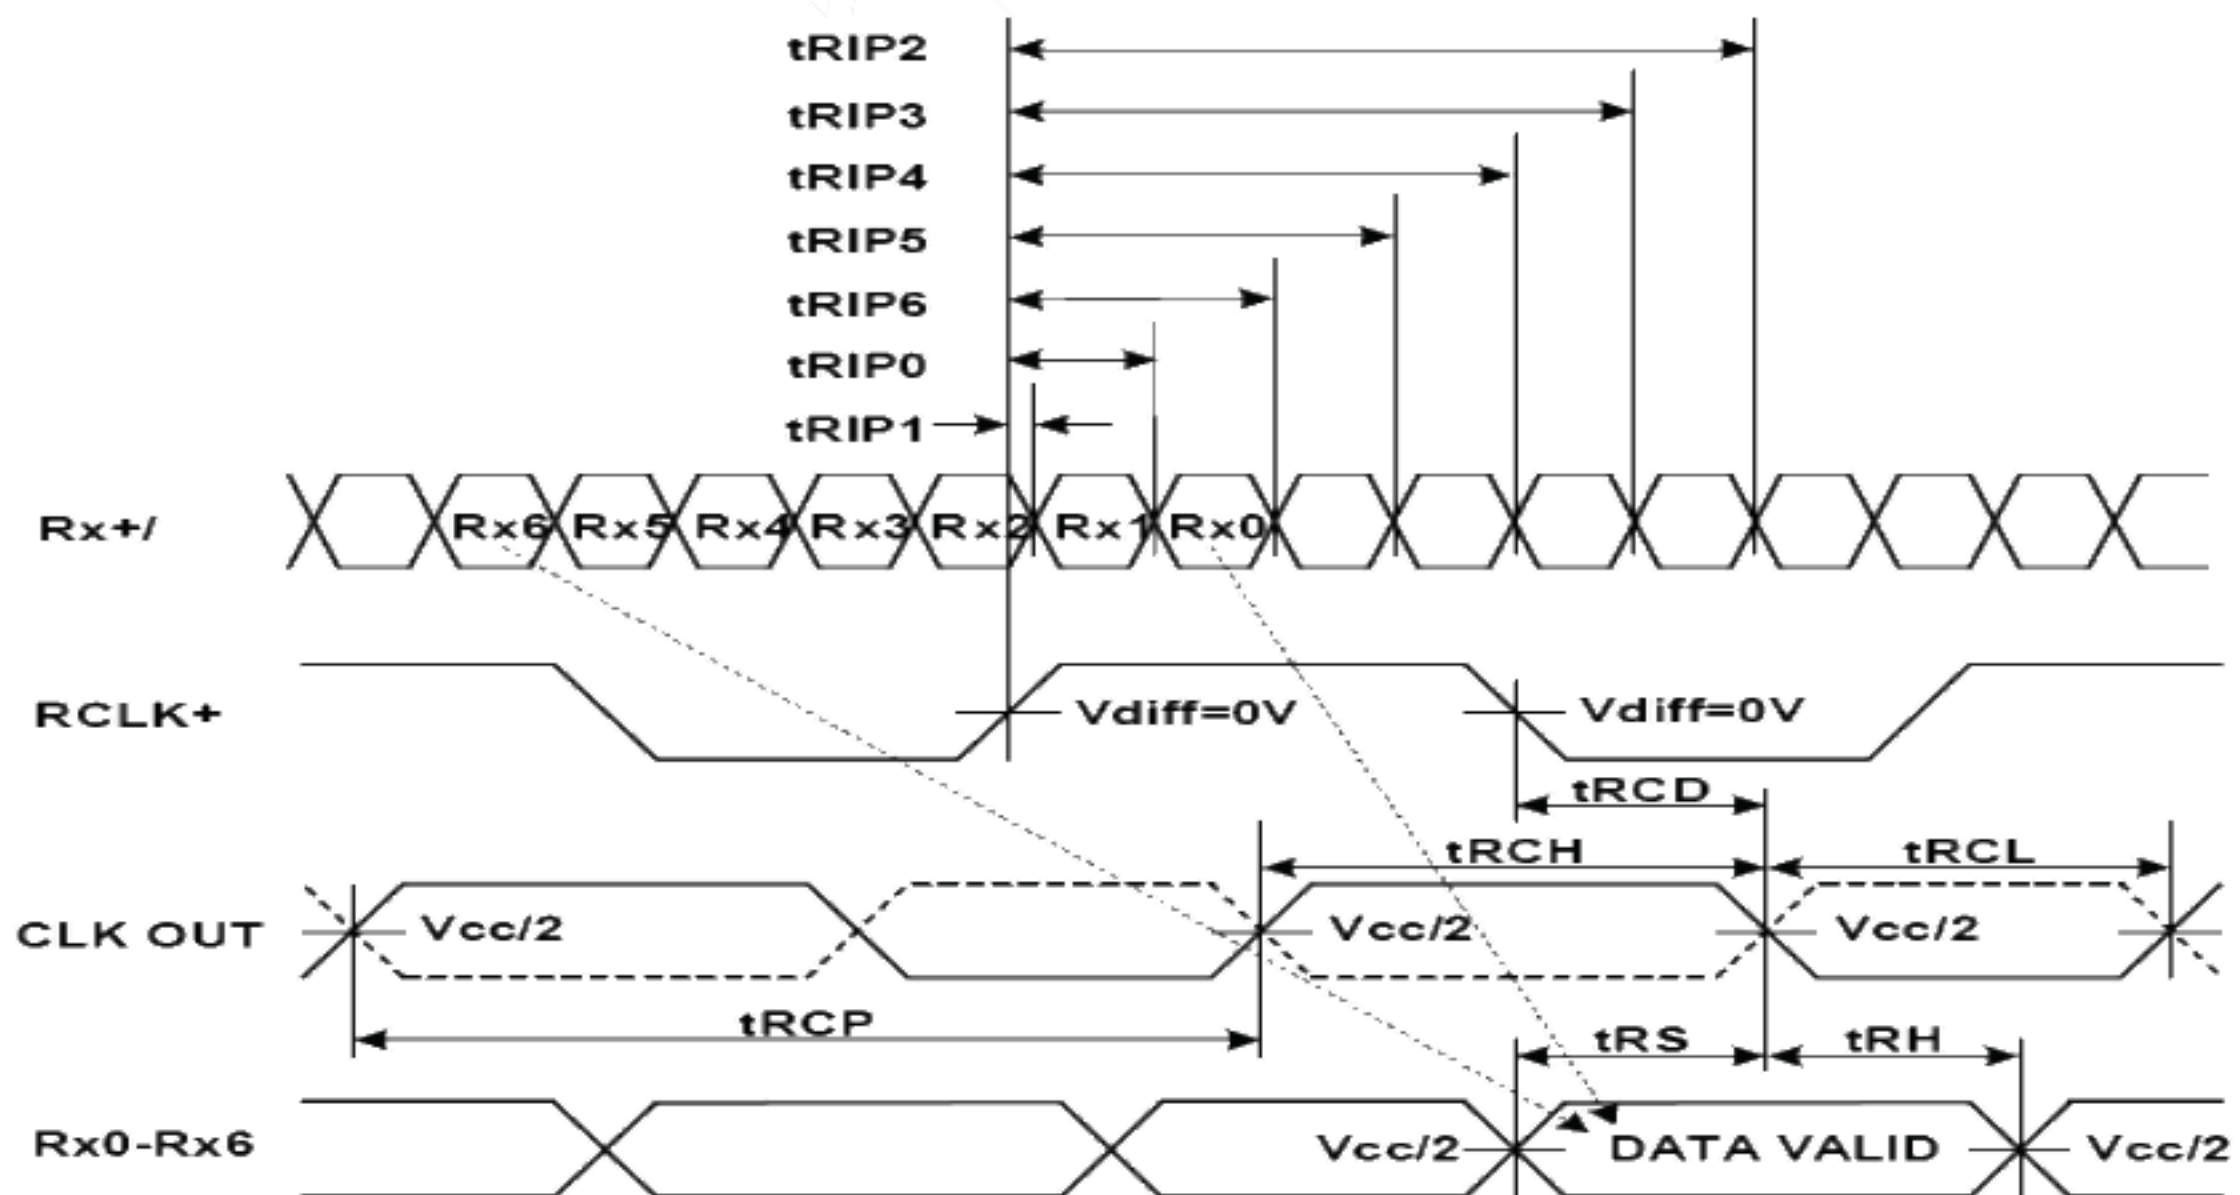 tRIP2
tRIP3
tRIP4
tRIP5
tRIP6
tRIP0
tRIP1
Rx+/ Rx6 Rx5 Rx4 Rx3 Rx2 Rx1 Rx0
RCLK+ Vdiff=0V Vdiff=0V
tRCD
tRCH tRCL
CLK OUT Vcc/2 Vcc/2 Vcc/2
tRCP tRS tRH
Rx0-Rx6 Vcc/2 DATA VALID Vcc/2